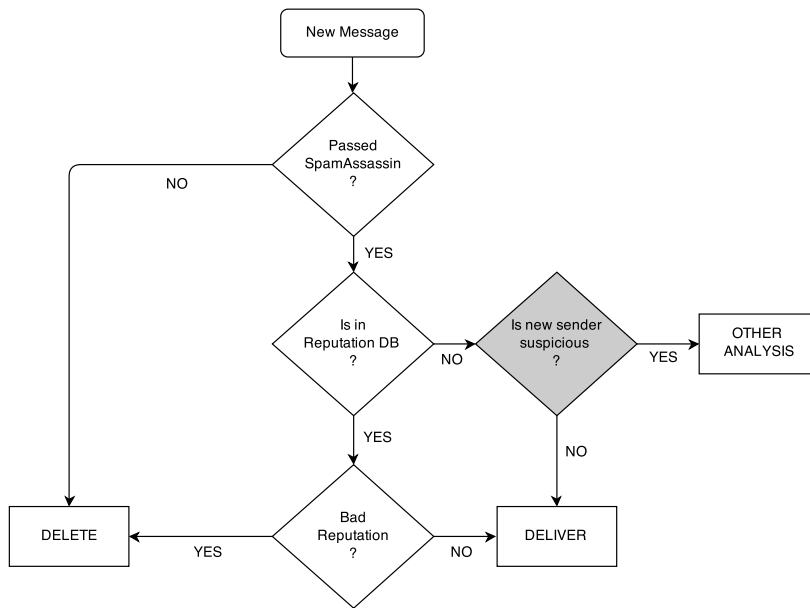 New Message
Passed
SpamAssassin
?
NO
YES
Is in
Reputation DB
?
NO
Is new sender
suspicious
?
YES
OTHER
ANALYSIS
YES
NO
DELETE
YES
Bad
Reputation
?
NO
DELIVER